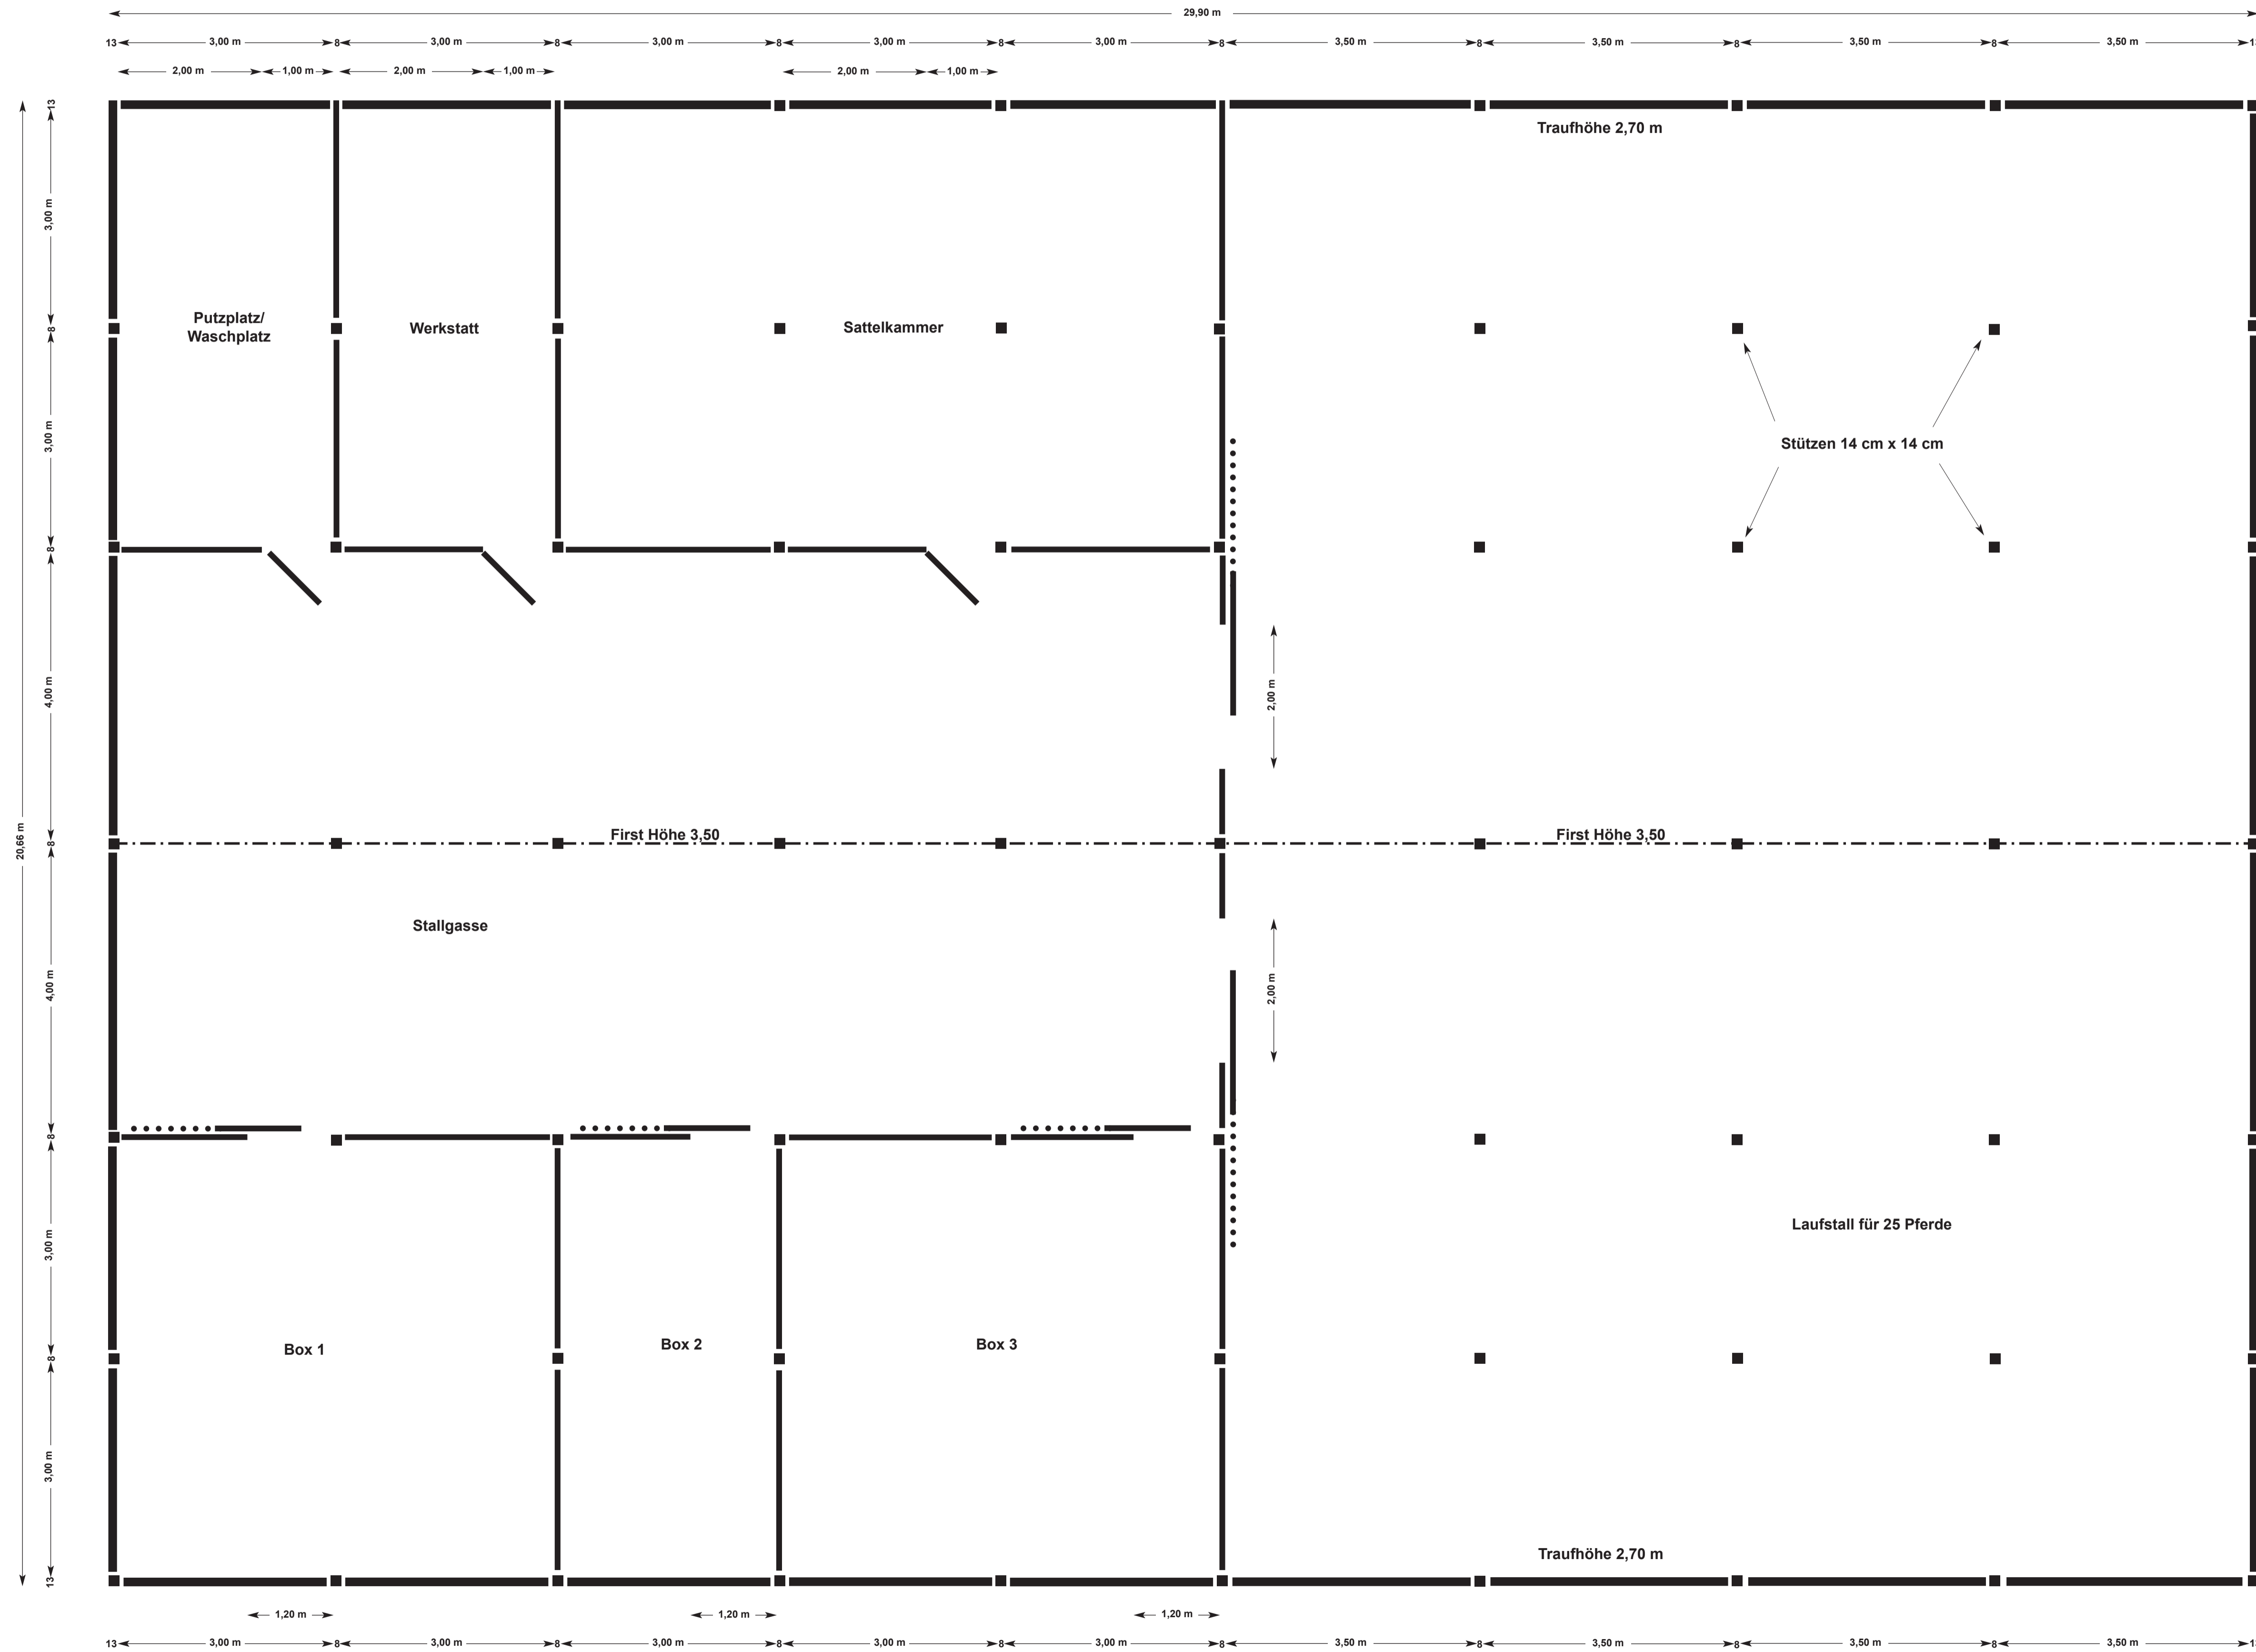 29,90 m
13 3,00 m 8 3,00 m 8 3,00 m 8 3,00 m 8 3,00 m 8 3,50 m 8 3,50 m 8 3,50 m 8 3,50 m
2,00 m 1,00 m 2,00 m 1,00 m 2,00 m 1,00 m
13
Traufhöhe 2,70 m
3,00 m
Putzplatz/
Waschplatz
Werkstatt
Sattelkammer
8
3,00 m
Stützen 14 cm x 14 cm
8
4,00 m
2,00 m
20,66 m
8
First Höhe 3,50
First Höhe 3,50
Stallgasse
4,00 m
2,00 m
8
3,00 m
Laufstall für 25 Pferde
Box 1
Box 2
Box 3
8
3,00 m
Traufhöhe 2,70 m
13
1,20 m 1,20 m 1,20 m
13 3,00 m 8 3,00 m 8 3,00 m 8 3,00 m 8 3,00 m 8 3,50 m 8 3,50 m 8 3,50 m 8 3,50 m